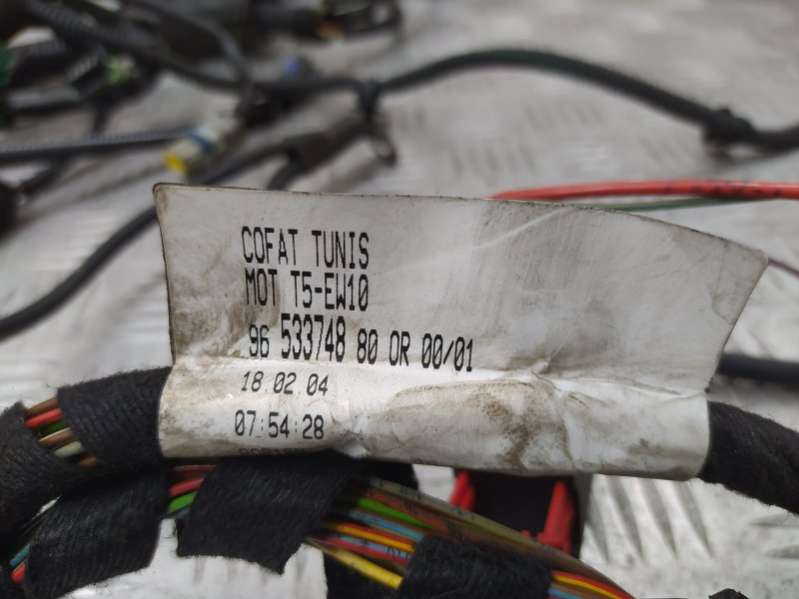 COFAT TUNIS
MOT T5-EW10
96 533748 80 OR 00/01
18.02.04
07:54:28